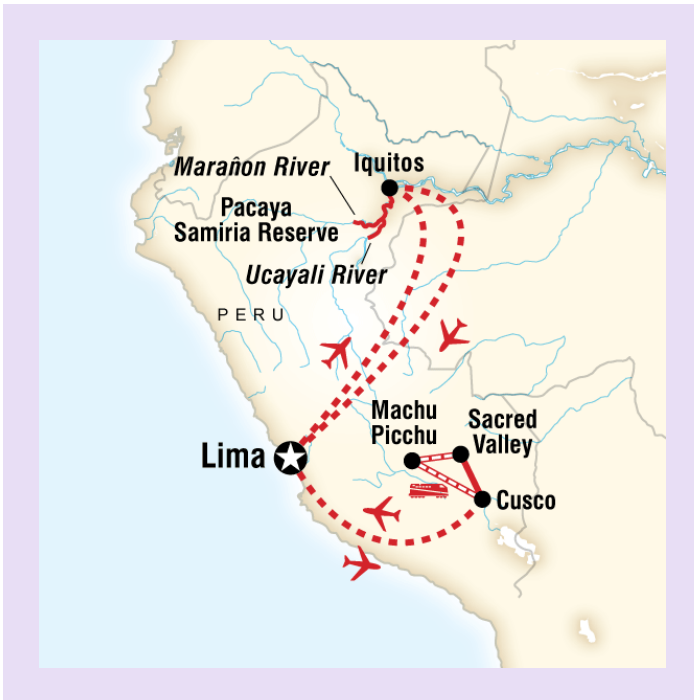 Marañon River
Iquitos
Pacaya
Samiria Reserve
Ucayali River
PERU
Machu
Picchu
Sacred
Valley
Lima
Cusco